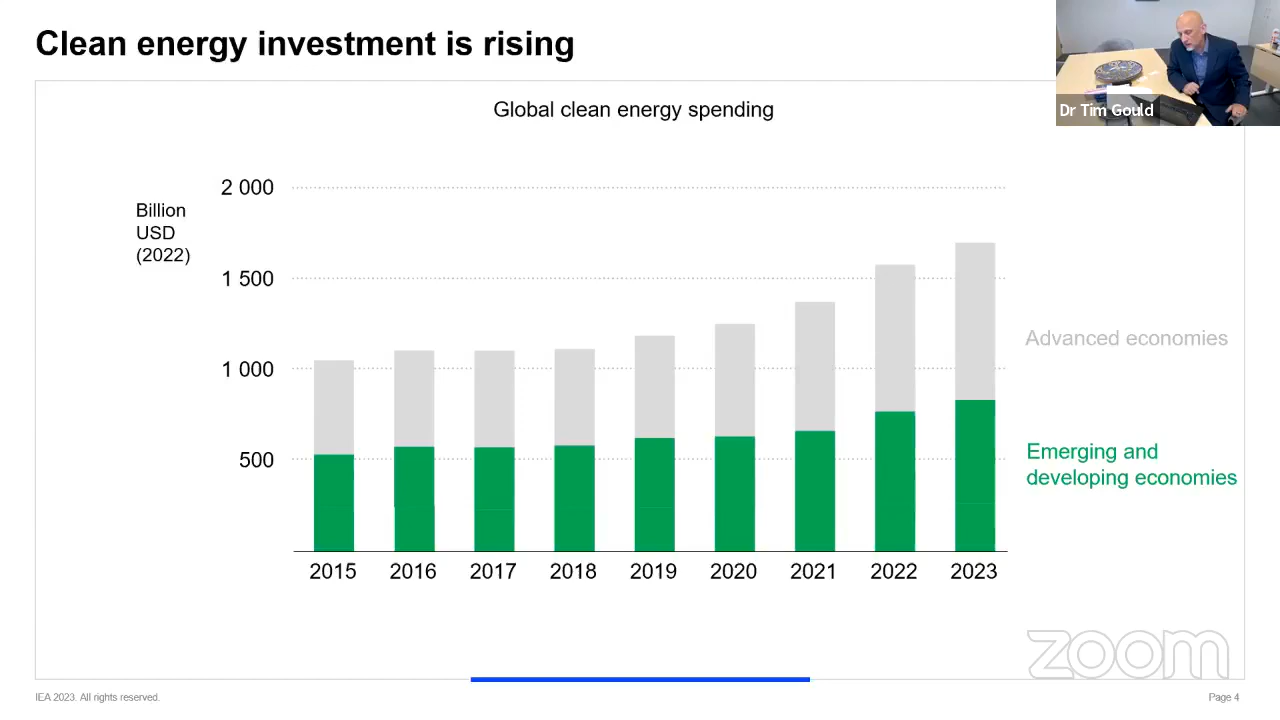 Clean energy investment is rising
Dr Tim Gould
Global clean energy spending
Billion
USD
(2022)
2 000
1 500
1 000
500
Advanced economies
Emerging and
developing economies
2015 2016 2017 2018 2019 2020 2021 2022 2023
zoom
IEA 2023. All rights reserved.
Page 4